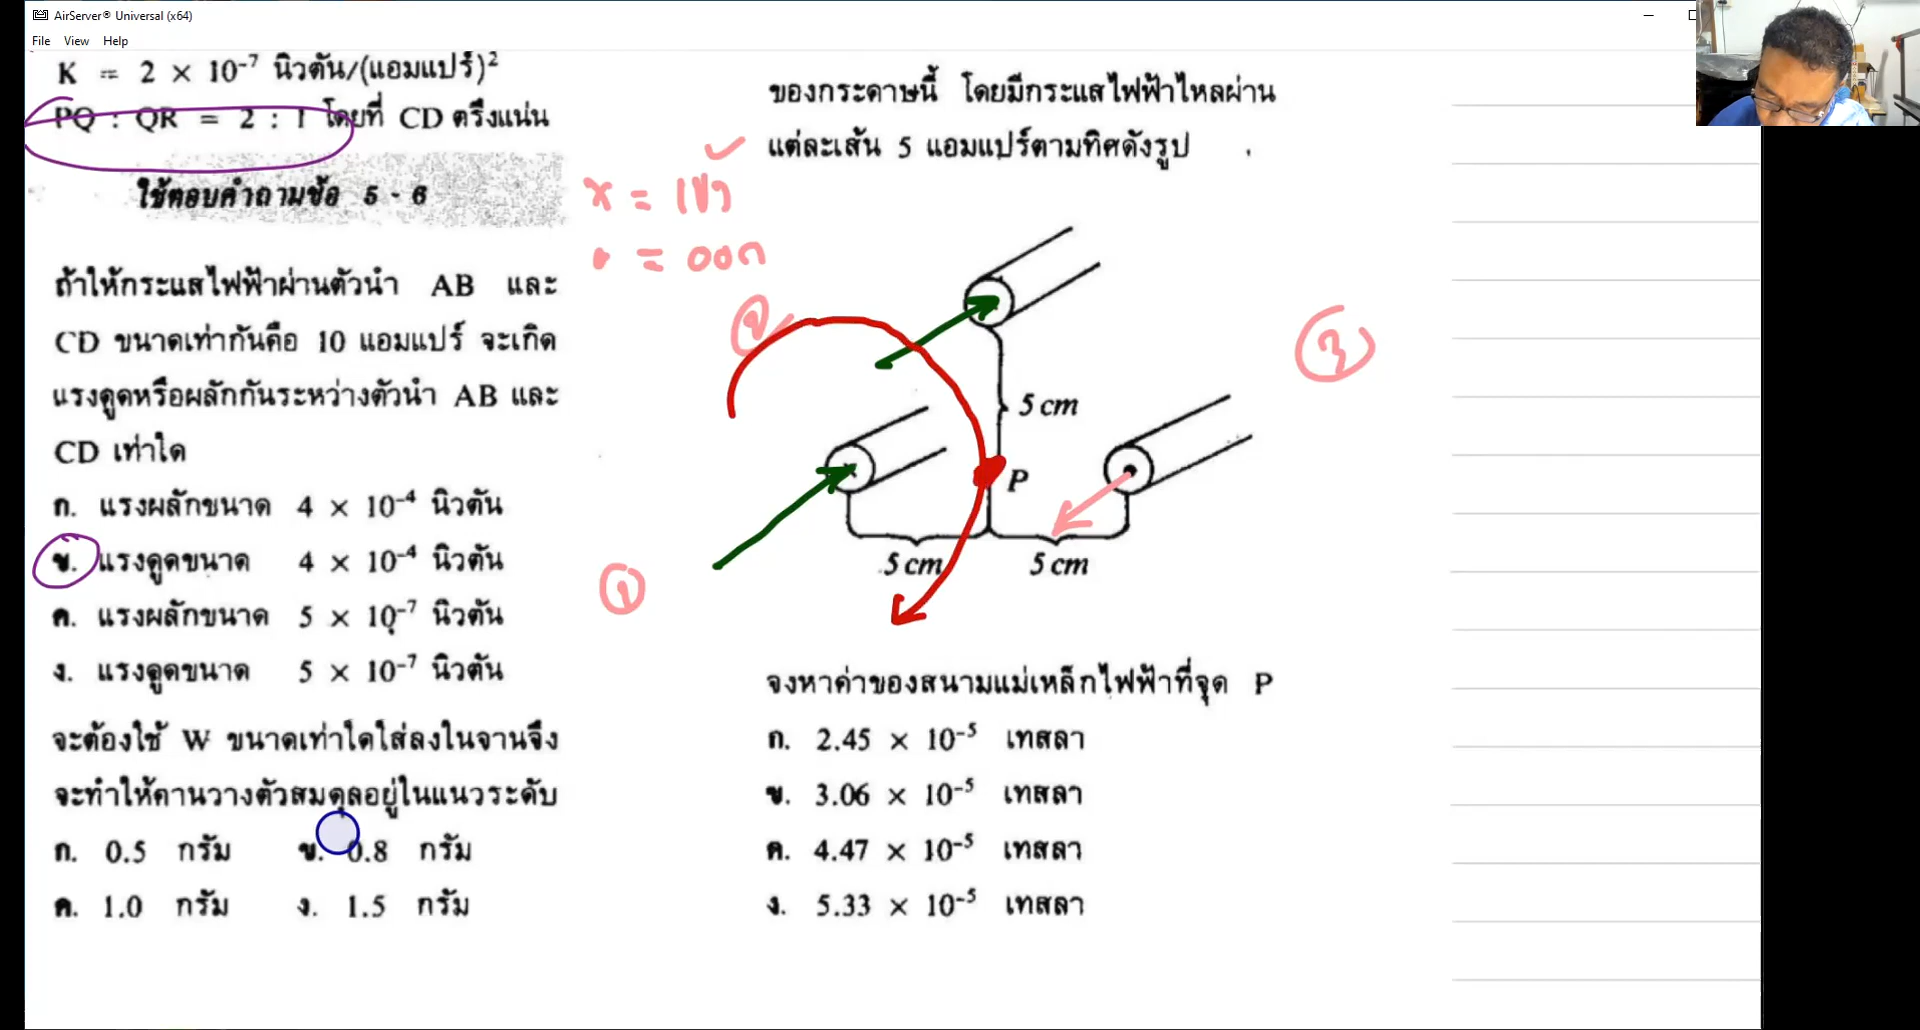 AirServer® Universal (x64)
File View Help
K = 2 × 10⁻⁷ นิวตัน/(แอมแปร์)²
PQ : QR = 2 : 1 โดยที่ CD ตรึงแน่น
ใช้ตอบคำถามข้อ 5 - 6
ถ้าให้กระแสไฟฟ้าผ่านตัวนำ AB และ
CD ขนาดเท่ากันคือ 10 แอมแปร์ จะเกิด
แรงดูดหรือผลักกันระหว่างตัวนำ AB และ
CD เท่าใด
ก. แรงผลักขนาด 4 × 10⁻⁴ นิวตัน
ข. แรงดูดขนาด 4 × 10⁻⁴ นิวตัน
ค. แรงผลักขนาด 5 × 10⁻⁷ นิวตัน
ง. แรงดูดขนาด 5 × 10⁻⁷ นิวตัน
จะต้องใช้ W ขนาดเท่าใดใส่ลงในจานจึง
จะทำให้คานวางตัวสมดุลอยู่ในแนวระดับ
ก. 0.5 กรัม ข. 0.8 กรัม
ค. 1.0 กรัม ง. 1.5 กรัม
ของกระดาษนี้ โดยมีกระแสไฟฟ้าไหลผ่าน
แต่ละเส้น 5 แอมแปร์ตามทิศดังรูป
x = เข้า
• = ออก
๒
๓
5 cm
P
5 cm 5 cm
๑
จงหาค่าของสนามแม่เหล็กไฟฟ้าที่จุด P
ก. 2.45 × 10⁻⁵ เทสลา
ข. 3.06 × 10⁻⁵ เทสลา
ค. 4.47 × 10⁻⁵ เทสลา
ง. 5.33 × 10⁻⁵ เทสลา